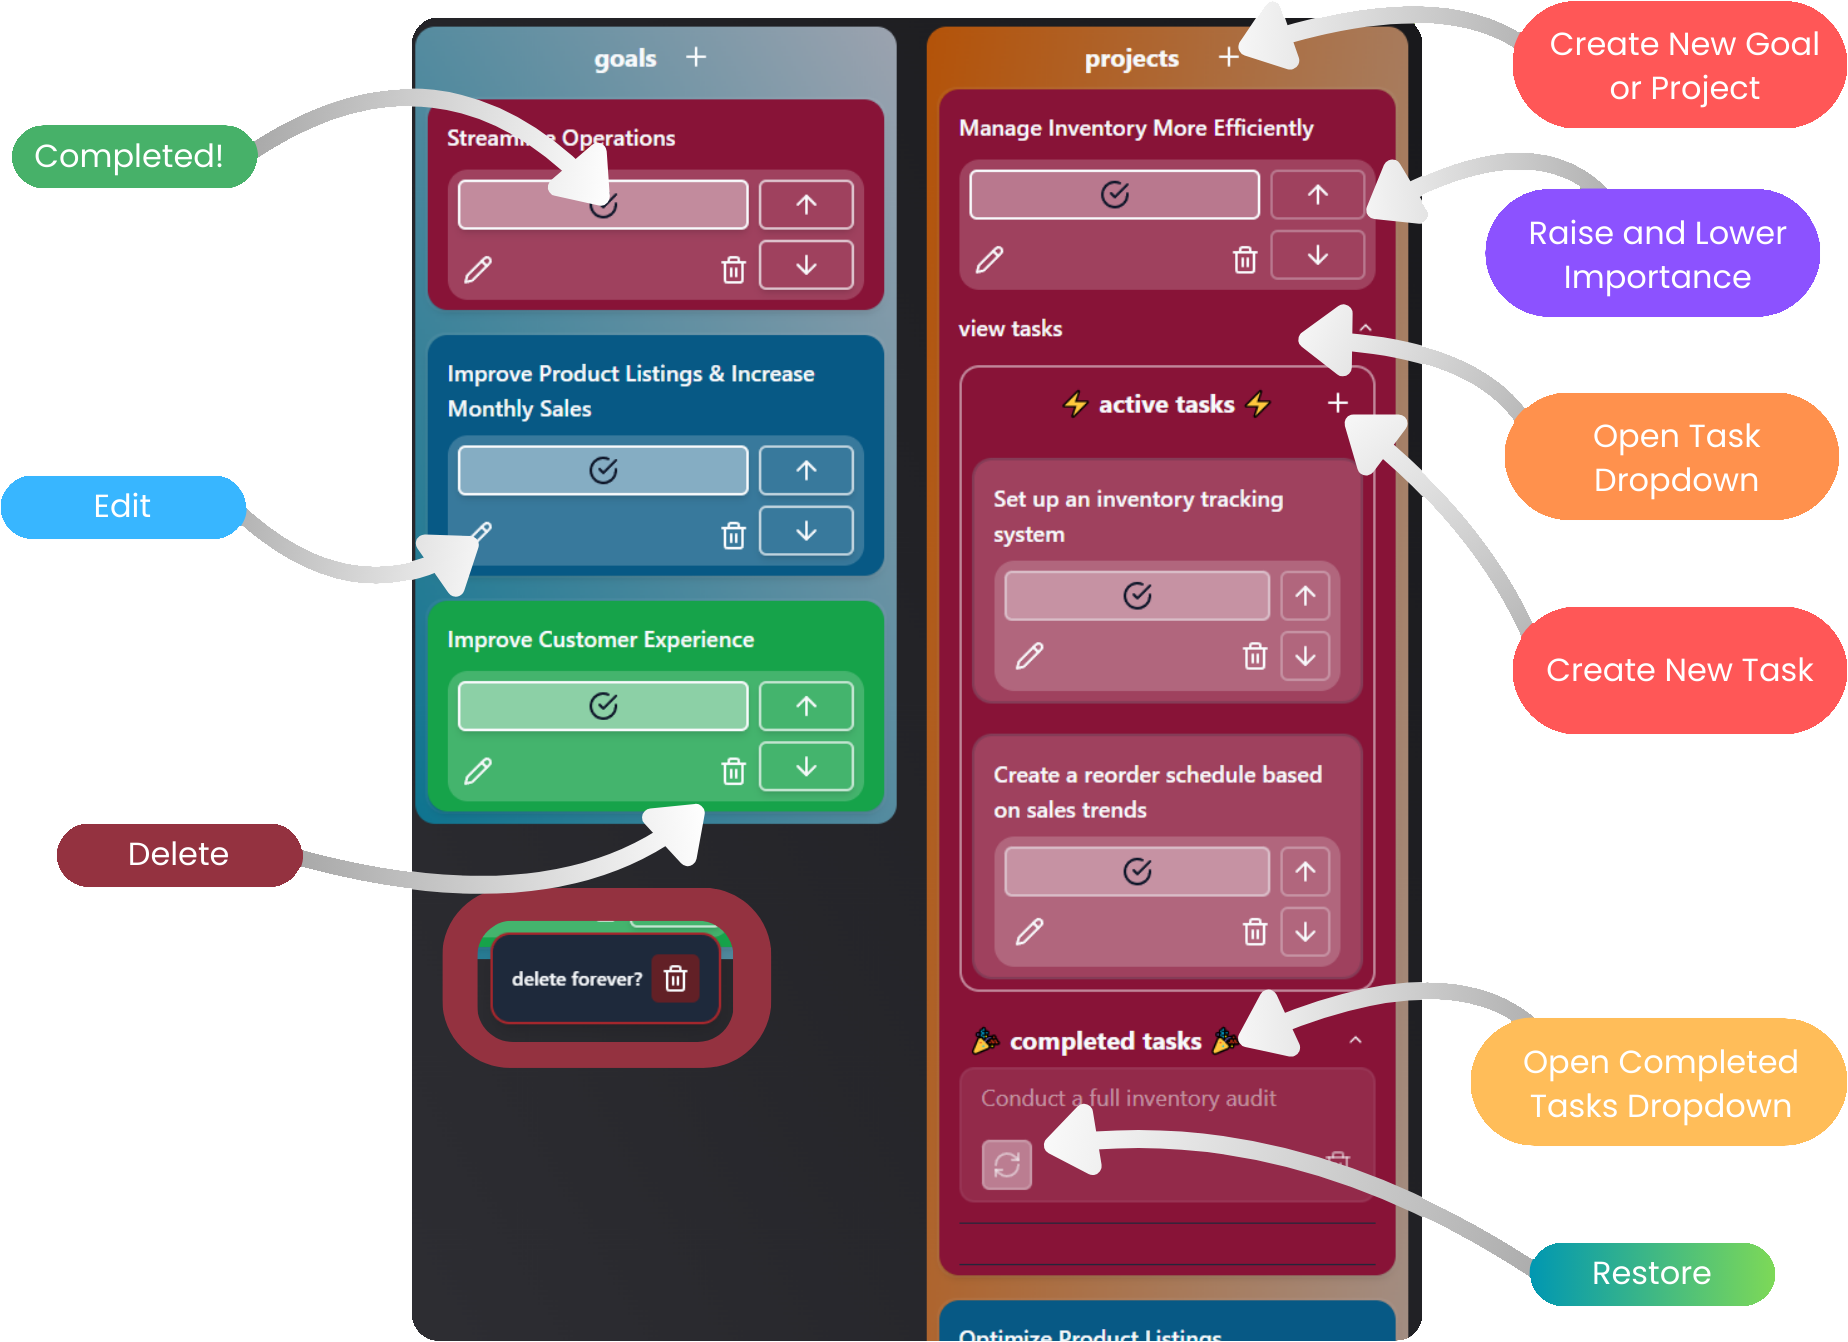 goals +
projects +
Create New Goal
or Project
Completed!
Streamline Operations
Manage Inventory More Efficiently
Raise and Lower
Importance
view tasks
Improve Product Listings & Increase
Monthly Sales
active tasks +
Open Task
Dropdown
Edit
Set up an inventory tracking
system
Improve Customer Experience
Create New Task
Create a reorder schedule based
on sales trends
Delete
delete forever?
completed tasks
Open Completed
Tasks Dropdown
Conduct a full inventory audit
Restore
Optimize Product Listings